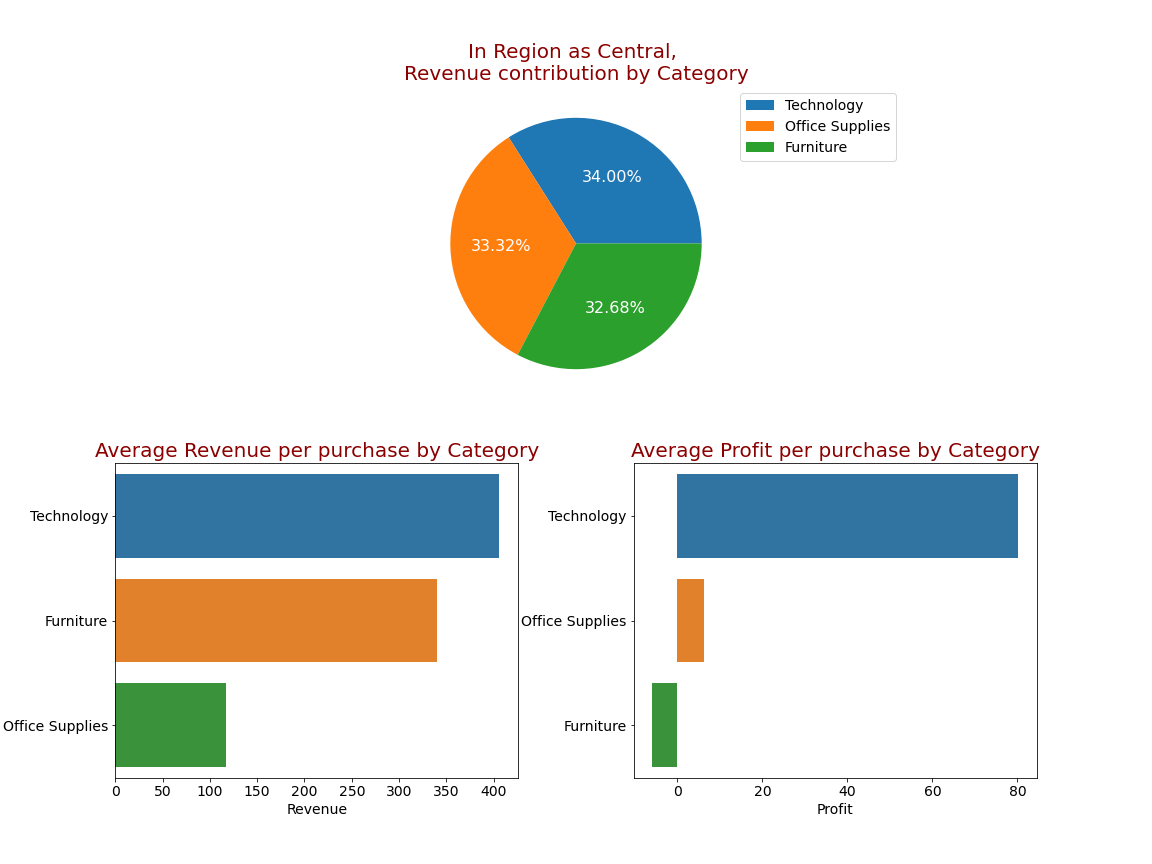 In Region as Central,
Revenue contribution by Category
Technology
Office Supplies
Furniture
34.00%
33.32%
32.68%
Average Revenue per purchase by Category
Technology
Furniture
Office Supplies
0 50 100 150 200 250 300 350 400
Revenue
Average Profit per purchase by Category
Technology
Office Supplies
Furniture
0 20 40 60 80
Profit